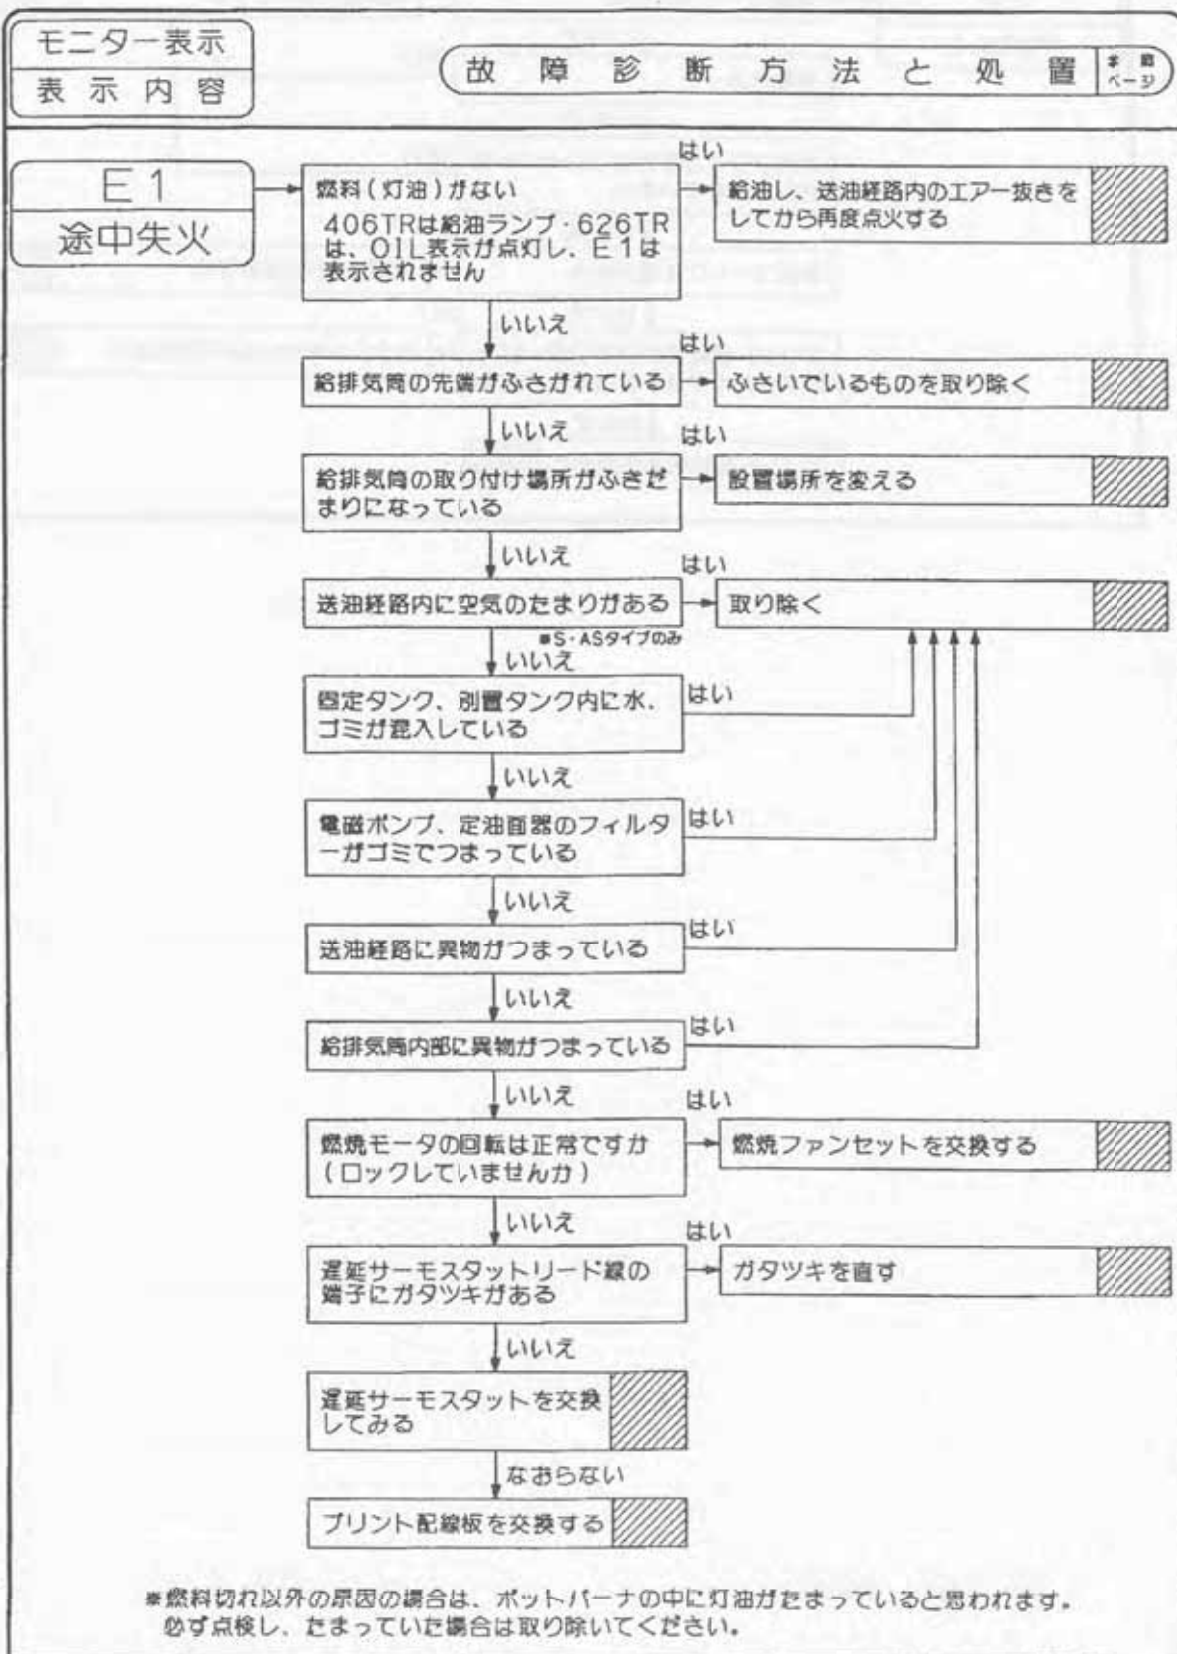 モニター表示
表示内容
故障診断方法と処置
ページ
E1
途中失火
燃料(灯油)がない
406TRは給油ランプ・626TR
は、OIL表示が点灯し、E1は
表示されません
はい
給油し、送油経路内のエアー抜きを
してから再度点火する
いいえ
給排気筒の先端がふさがれている
はい
ふさいでいるものを取り除く
いいえ
給排気筒の取り付け場所がふきだ
まりになっている
はい
設置場所を変える
いいえ
送油経路内に空気のたまりがある
はい
取り除く
※S・ASタイプのみ
いいえ
固定タンク、別置タンク内に水、
ゴミが混入している
はい
いいえ
電磁ポンプ、定油面器のフィルタ
ーがゴミでつまっている
はい
いいえ
送油経路に異物がつまっている
はい
いいえ
給排気筒内部に異物がつまっている
はい
いいえ
燃焼モータの回転は正常ですか
(ロックしていませんか)
はい
燃焼ファンセットを交換する
いいえ
遅延サーモスタットリード線の
端子にガタツキがある
はい
ガタツキを直す
いいえ
遅延サーモスタットを交換
してみる
なおらない
プリント配線板を交換する
※燃料切れ以外の原因の場合は、ポットバーナの中に灯油がたまっていると思われます。
必ず点検し、たまっていた場合は取り除いてください。